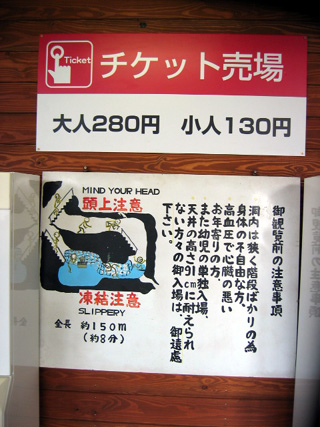 Ticket
チケット売場
大人280円 小人130円
MIND YOUR HEAD
頭上注意
凍結注意
SLIPPERY
全長 約150m
(約8分)
御観覧前の注意事項
洞内は狭く階段ばかりの為
身体の不自由な方、
高血圧で心臓の悪い
お年寄りの方、
また幼児の単独入場、
天井の高さ91cmに耐えられ
ない方々の御入場は、御遠慮
下さい。